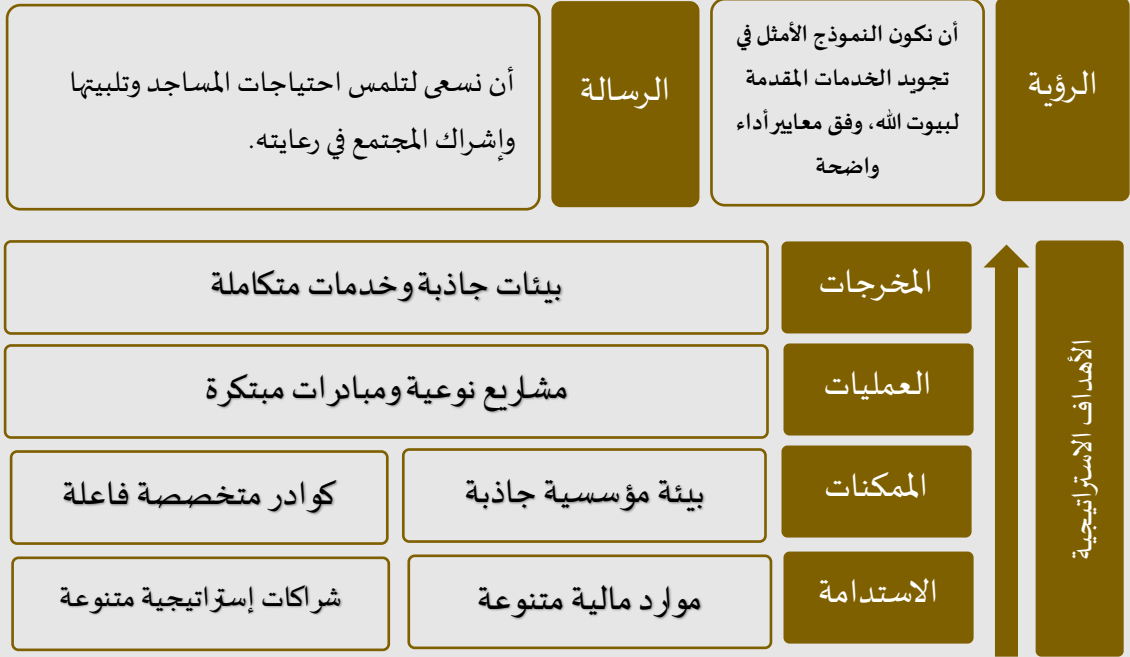 الرؤية
أن نكون النموذج الأمثل في
تجويد الخدمات المقدمة
لبيوت الله، وفق معايير أداء
واضحة
الرسالة
أن نسعى لتلمس احتياجات المساجد وتلبيتها
وإشراك المجتمع في رعايته.
الأهداف الاستراتيجية
المخرجات
بيئات جاذبة وخدمات متكاملة
العمليات
مشاريع نوعية ومبادرات مبتكرة
الممكنات
بيئة مؤسسية جاذبة
كوادر متخصصة فاعلة
الاستدامة
موارد مالية متنوعة
شراكات إستراتيجية متنوعة